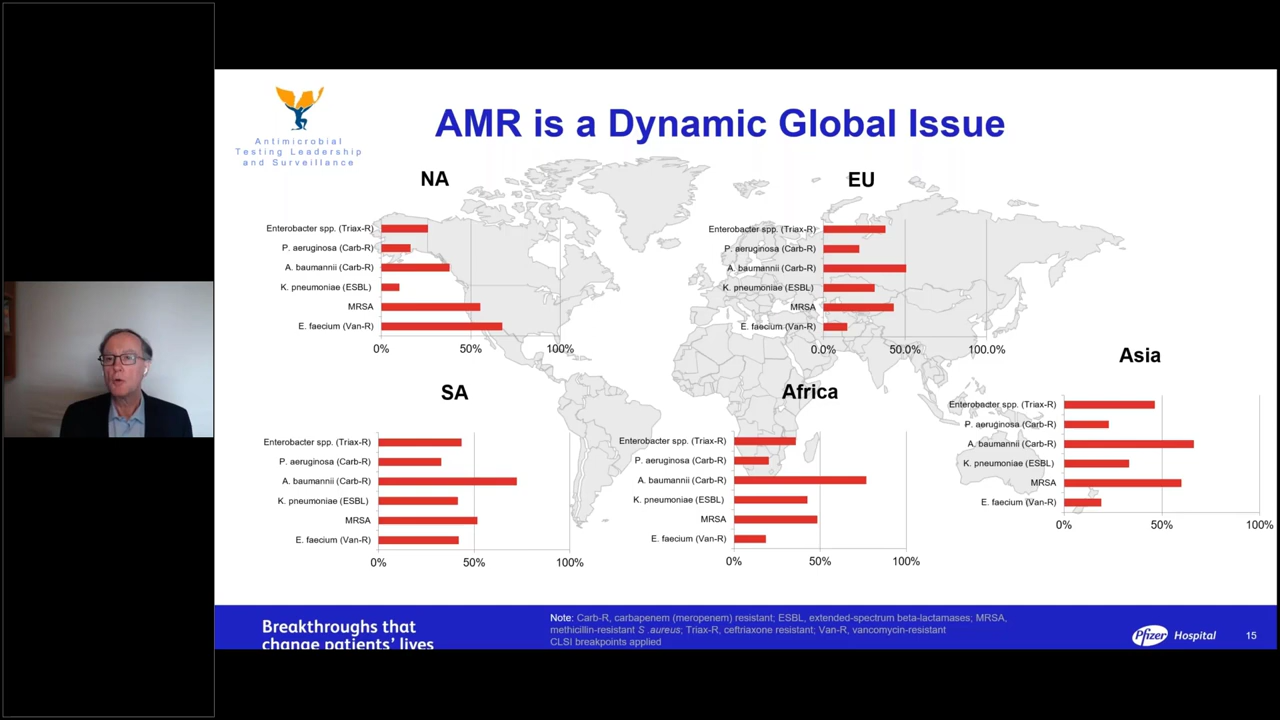 Antimicrobial
Testing Leadership
and Surveillance
AMR is a Dynamic Global Issue
NA
Enterobacter spp. (Triax-R)
P. aeruginosa (Carb-R)
A. baumannii (Carb-R)
K. pneumoniae (ESBL)
MRSA
E. faecium (Van-R)
0% 50% 100%
EU
Enterobacter spp. (Triax-R)
P. aeruginosa (Carb-R)
A. baumannii (Carb-R)
K. pneumoniae (ESBL)
MRSA
E. faecium (Van-R)
0.0% 50.0% 100.0%
SA
Enterobacter spp. (Triax-R)
P. aeruginosa (Carb-R)
A. baumannii (Carb-R)
K. pneumoniae (ESBL)
MRSA
E. faecium (Van-R)
0% 50% 100%
Africa
Enterobacter spp. (Triax-R)
P. aeruginosa (Carb-R)
A. baumannii (Carb-R)
K. pneumoniae (ESBL)
MRSA
E. faecium (Van-R)
0% 50% 100%
Asia
Enterobacter spp. (Triax-R)
P. aeruginosa (Carb-R)
A. baumannii (Carb-R)
K. pneumoniae (ESBL)
MRSA
E. faecium (Van-R)
0% 50% 100%
Breakthroughs that
change patients' lives
Note: Carb-R, carbapenem (meropenem) resistant; ESBL, extended-spectrum beta-lactamases; MRSA,
methicillin-resistant S .aureus; Triax-R, ceftriaxone resistant; Van-R, vancomycin-resistant
CLSI breakpoints applied
Pfizer Hospital
15